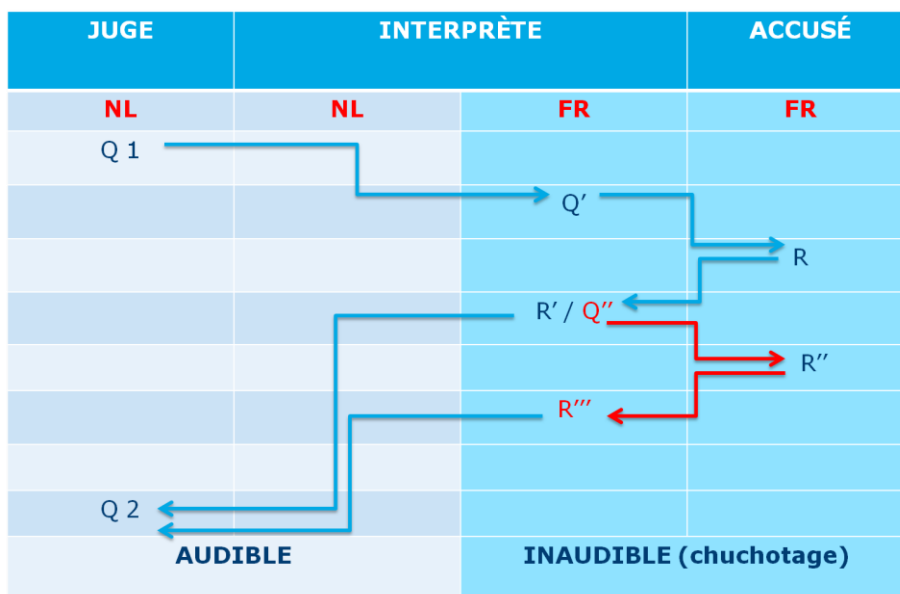 JUGE INTERPRÈTE ACCUSÉ
NL NL FR FR
Q 1
Q′
R
R′ / Q′′
R′′
R′′′
Q 2
AUDIBLE INAUDIBLE (chuchotage)